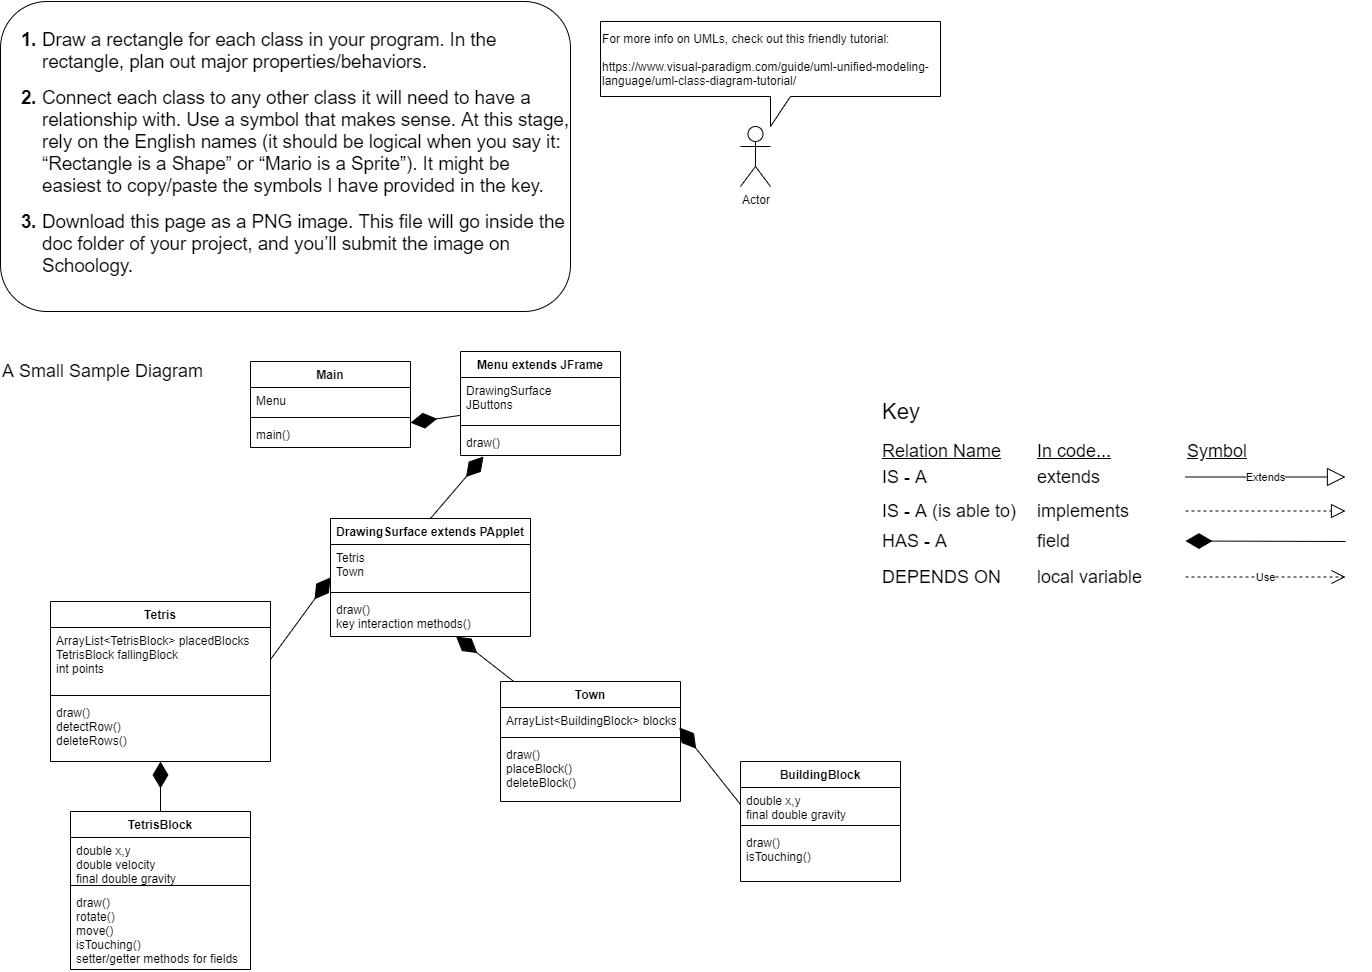 1. Draw a rectangle for each class in your program. In the
rectangle, plan out major properties/behaviors.
2. Connect each class to any other class it will need to have a
relationship with. Use a symbol that makes sense. At this stage,
rely on the English names (it should be logical when you say it:
“Rectangle is a Shape” or “Mario is a Sprite”). It might be
easiest to copy/paste the symbols I have provided in the key.
3. Download this page as a PNG image. This file will go inside the
doc folder of your project, and you’ll submit the image on
Schoology.
For more info on UMLs, check out this friendly tutorial:
https://www.visual-paradigm.com/guide/uml-unified-modeling-
language/uml-class-diagram-tutorial/
Actor
A Small Sample Diagram
Main
Menu
main()
Menu extends JFrame
DrawingSurface
JButtons
draw()
DrawingSurface extends PApplet
Tetris
Town
draw()
key interaction methods()
Tetris
ArrayList<TetrisBlock> placedBlocks
TetrisBlock fallingBlock
int points
draw()
detectRow()
deleteRows()
TetrisBlock
double x,y
double velocity
final double gravity
draw()
rotate()
move()
isTouching()
setter/getter methods for fields
Town
ArrayList<BuildingBlock> blocks
draw()
placeBlock()
deleteBlock()
BuildingBlock
double x,y
final double gravity
draw()
isTouching()
Key
Relation Name In code... Symbol
IS - A extends Extends
IS - A (is able to) implements
HAS - A field
DEPENDS ON local variable Use